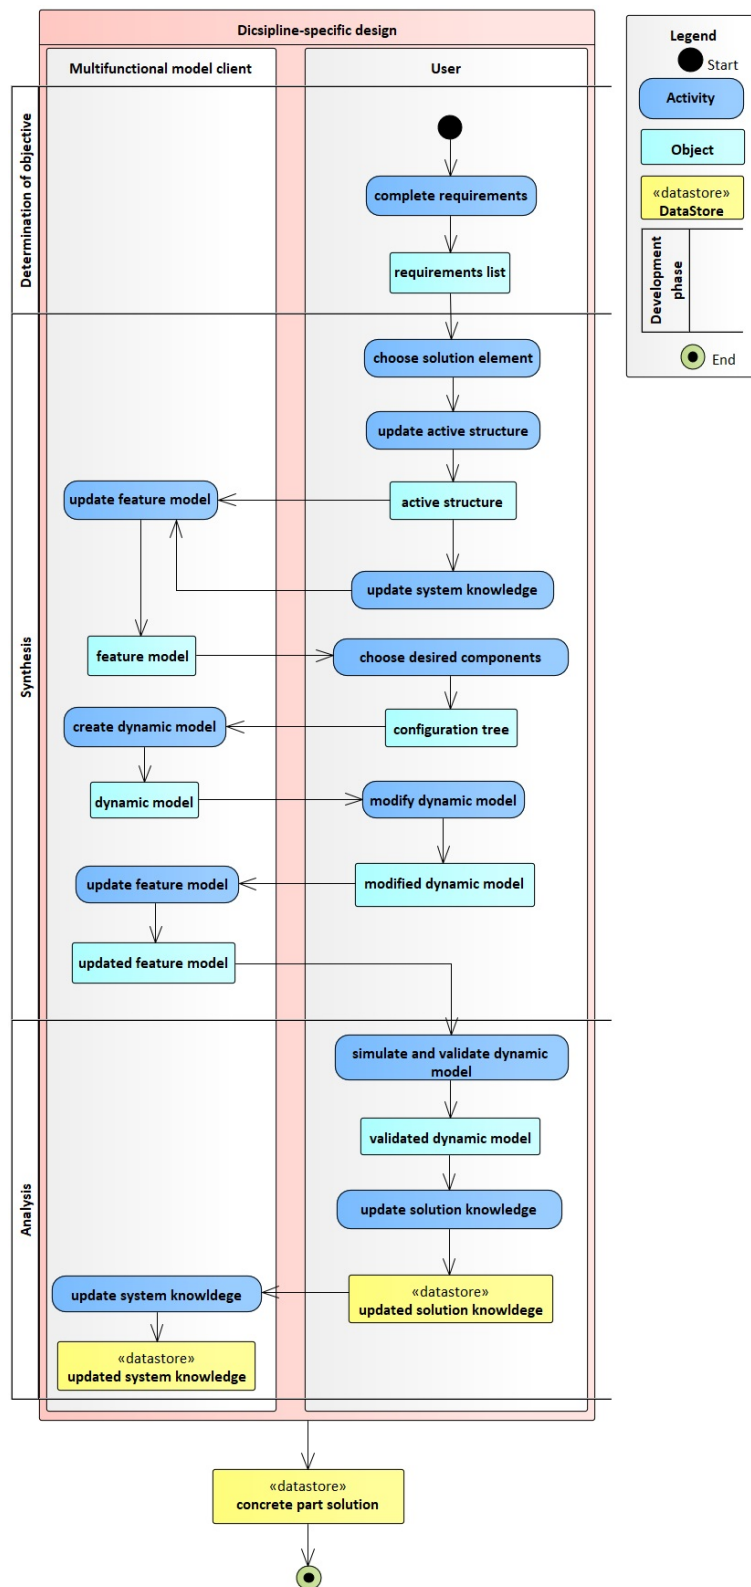 Dicsipline-specific design
Multifunctional model client
User
Determination of objective
complete requirements
requirements list
Synthesis
choose solution element
update active structure
active structure
update feature model
update system knowledge
feature model
choose desired components
configuration tree
create dynamic model
dynamic model
modify dynamic model
modified dynamic model
update feature model
updated feature model
Analysis
simulate and validate dynamic
model
validated dynamic model
update solution knowledge
«datastore»
updated solution knowldege
update system knowldege
«datastore»
updated system knowledge
«datastore»
concrete part solution
Legend
Start
Activity
Object
«datastore»
DataStore
Development
phase
End